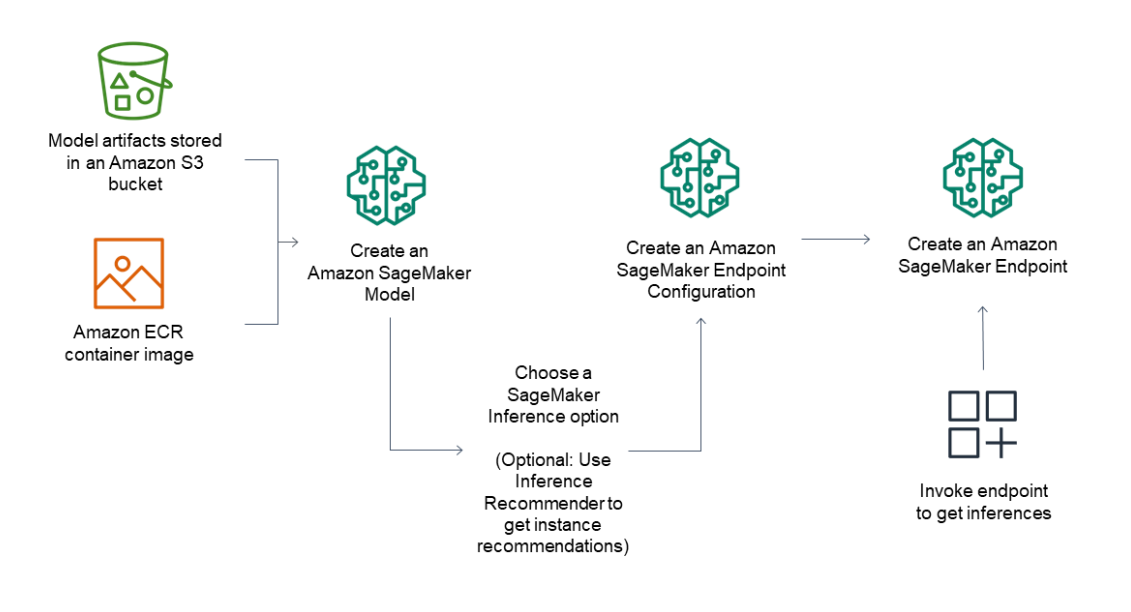 Model artifacts stored
in an Amazon S3
bucket
Amazon ECR
container image
Create an
Amazon SageMaker
Model
Choose a
SageMaker
Inference option
(Optional: Use
Inference
Recommender to
get instance
recommendations)
Create an Amazon
SageMaker Endpoint
Configuration
Create an Amazon
SageMaker Endpoint
Invoke endpoint
to get inferences